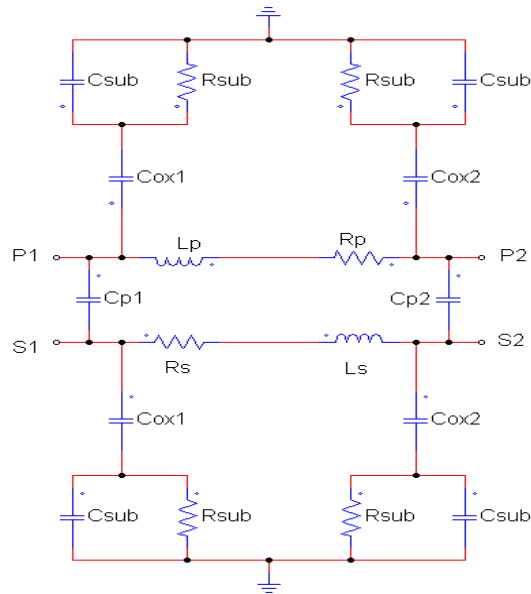 Csub Rsub Rsub Csub
Cox1 Cox2
Lp Rp
P1 P2
Cp1 Cp2
S1 S2
Rs Ls
Cox1 Cox2
Csub Rsub Rsub Csub